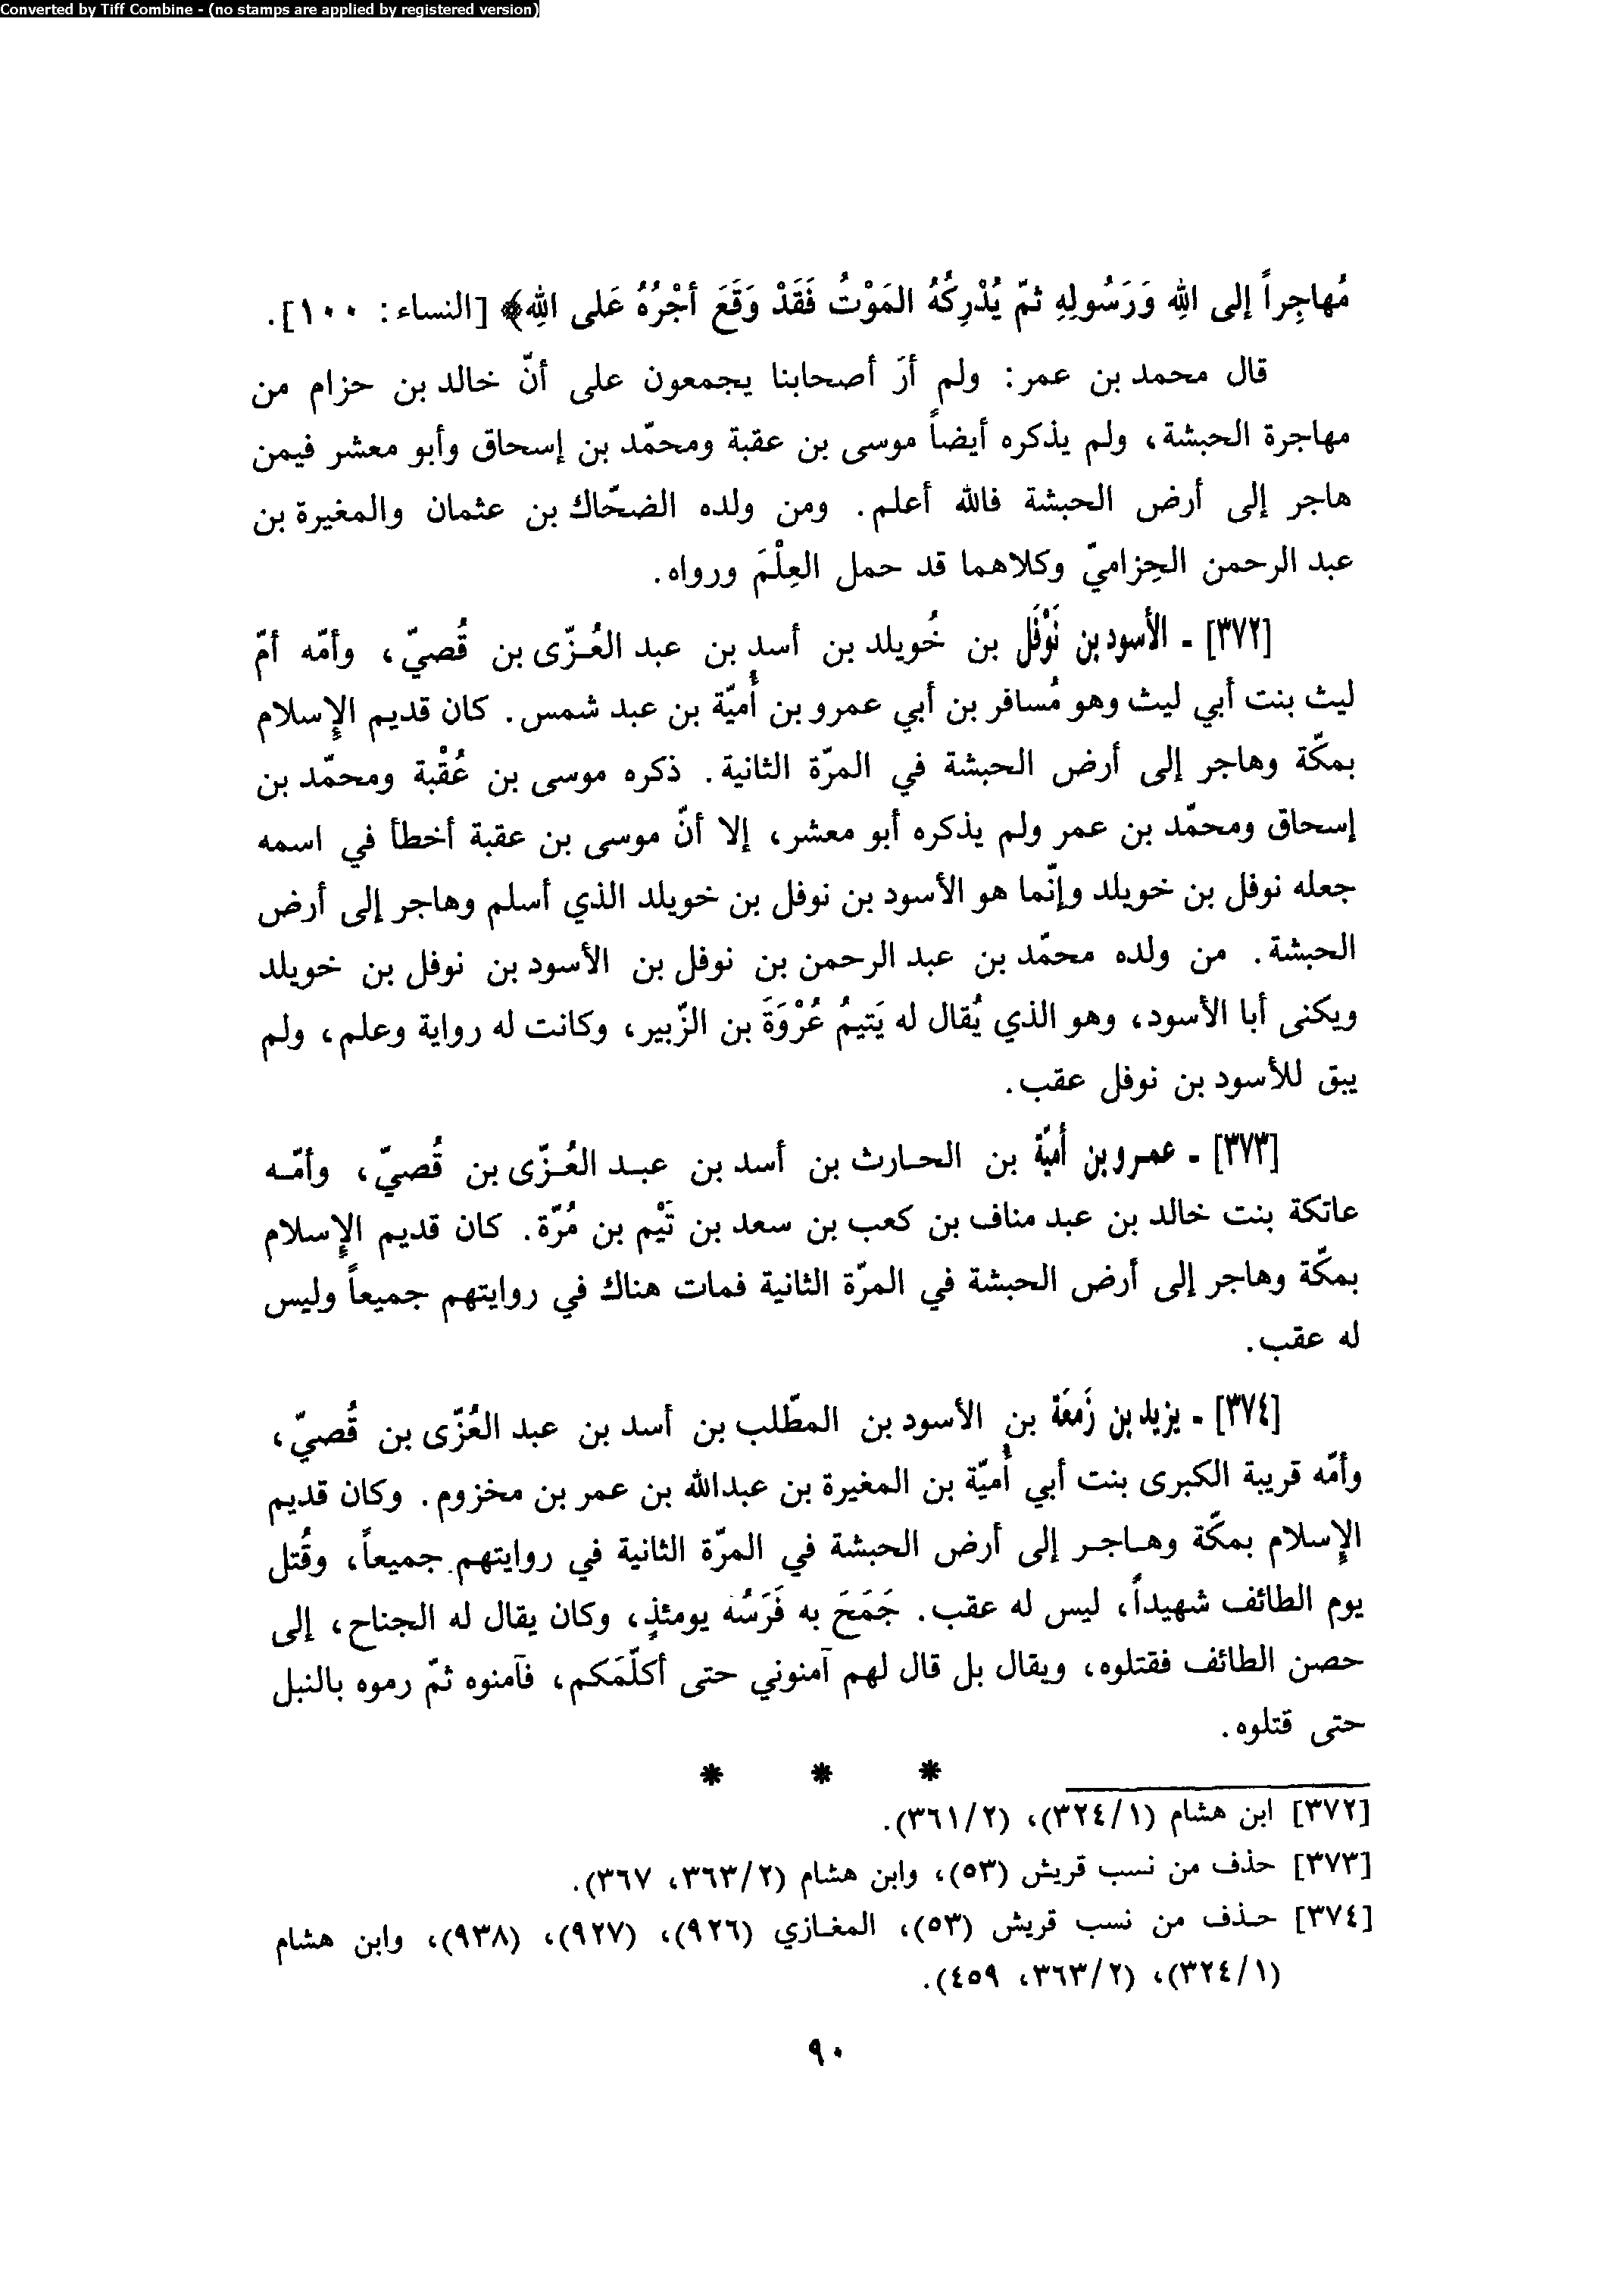 Converted by Tiff Combine - (no stamps are applied by registered version)
مُهاجِراً إلى اللهِ وَرَسُولِهِ ثمّ يُدْرِكُهُ المَوْتُ فَقَدْ وَقَعَ أجْرُهُ عَلى اللهِ﴾ [النساء: ١٠٠].
قال محمد بن عمر: ولم أرَ أصحابنا يجمعون على أنّ خالد بن حزام من
مهاجرة الحبشة، ولم يذكره أيضاً موسى بن عقبة ومحمّد بن إسحاق وأبو معشر فيمن
هاجر إلى أرض الحبشة فالله أعلم. ومن ولده الضحّاك بن عثمان والمغيرة بن
عبد الرحمن الحِزاميّ وكلاهما قد حمل العِلْمَ ورواه.
[٣٧٢] - الأسود بن نَوْفَل بن خُويلد بن أسد بن عبد العُزّى بن قُصيّ، وأمّه أمّ
ليث بنت أبي ليث وهو مُسافر بن أبي عمرو بن أُميّة بن عبد شمس. كان قديم الإسلام
بمكّة وهاجر إلى أرض الحبشة في المرّة الثانية. ذكره موسى بن عُقْبة ومحمّد بن
إسحاق ومحمّد بن عمر ولم يذكره أبو معشر، إلا أنّ موسى بن عقبة أخطأ في اسمه
جعله نوفل بن خويلد وإنّما هو الأسود بن نوفل بن خويلد الذي أسلم وهاجر إلى أرض
الحبشة. من ولده محمّد بن عبد الرحمن بن نوفل بن الأسود بن نوفل بن خويلد
ويكنى أبا الأسود، وهو الذي يُقال له يَتيمُ عُرْوَةَ بن الزّبير، وكانت له رواية وعلم، ولم
يبق للأسود بن نوفل عقب.
[٣٧٣] - عمرو بن أُميّة بن الحارث بن أسد بن عبد العُزّى بن قُصيّ، وأمّه
عاتكة بنت خالد بن عبد مناف بن كعب بن سعد بن تَيْم بن مُرّة. كان قديم الإسلام
بمكّة وهاجر إلى أرض الحبشة في المرّة الثانية فمات هناك في روايتهم جميعاً وليس
له عقب.
[٣٧٤] - يزيد بن زَمعَة بن الأسود بن المطّلب بن أسد بن عبد العُزّى بن قُصيّ،
وأمّه قريبة الكبرى بنت أبي أُميّة بن المغيرة بن عبدالله بن عمر بن مخزوم. وكان قديم
الإسلام بمكّة وهاجر إلى أرض الحبشة في المرّة الثانية في روايتهم جميعاً، وقُتل
يوم الطائف شهيداً، ليس له عقب. جَمَحَ به فَرَسُه يومئذٍ، وكان يقال له الجناح، إلى
حصن الطائف فقتلوه، ويقال بل قال لهم آمنوني حتى أكلّمَكم، فآمنوه ثمّ رموه بالنبل
حتى قتلوه.
* * *
[٣٧٢] ابن هشام (٣٢٤/١)، (٣٦١/٢).
[٣٧٣] حذف من نسب قريش (٥٣)، وابن هشام (٣٦٣/٢، ٣٦٧).
[٣٧٤] حذف من نسب قريش (٥٣)، المغازي (٩٢٦)، (٩٢٧)، (٩٣٨)، وابن هشام
(٣٢٤/١)، (٣٦٣/٢، ٤٥٩).
٩٠